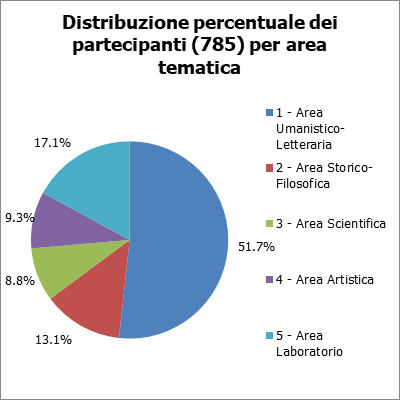 Distribuzione percentuale dei
partecipanti (785) per area
tematica
17.1%
9.3%
8.8%
13.1%
51.7%
1 - Area
Umanistico-
Letteraria
2 - Area Storico-
Filosofica
3 - Area Scientifica
4 - Area Artistica
5 - Area
Laboratorio